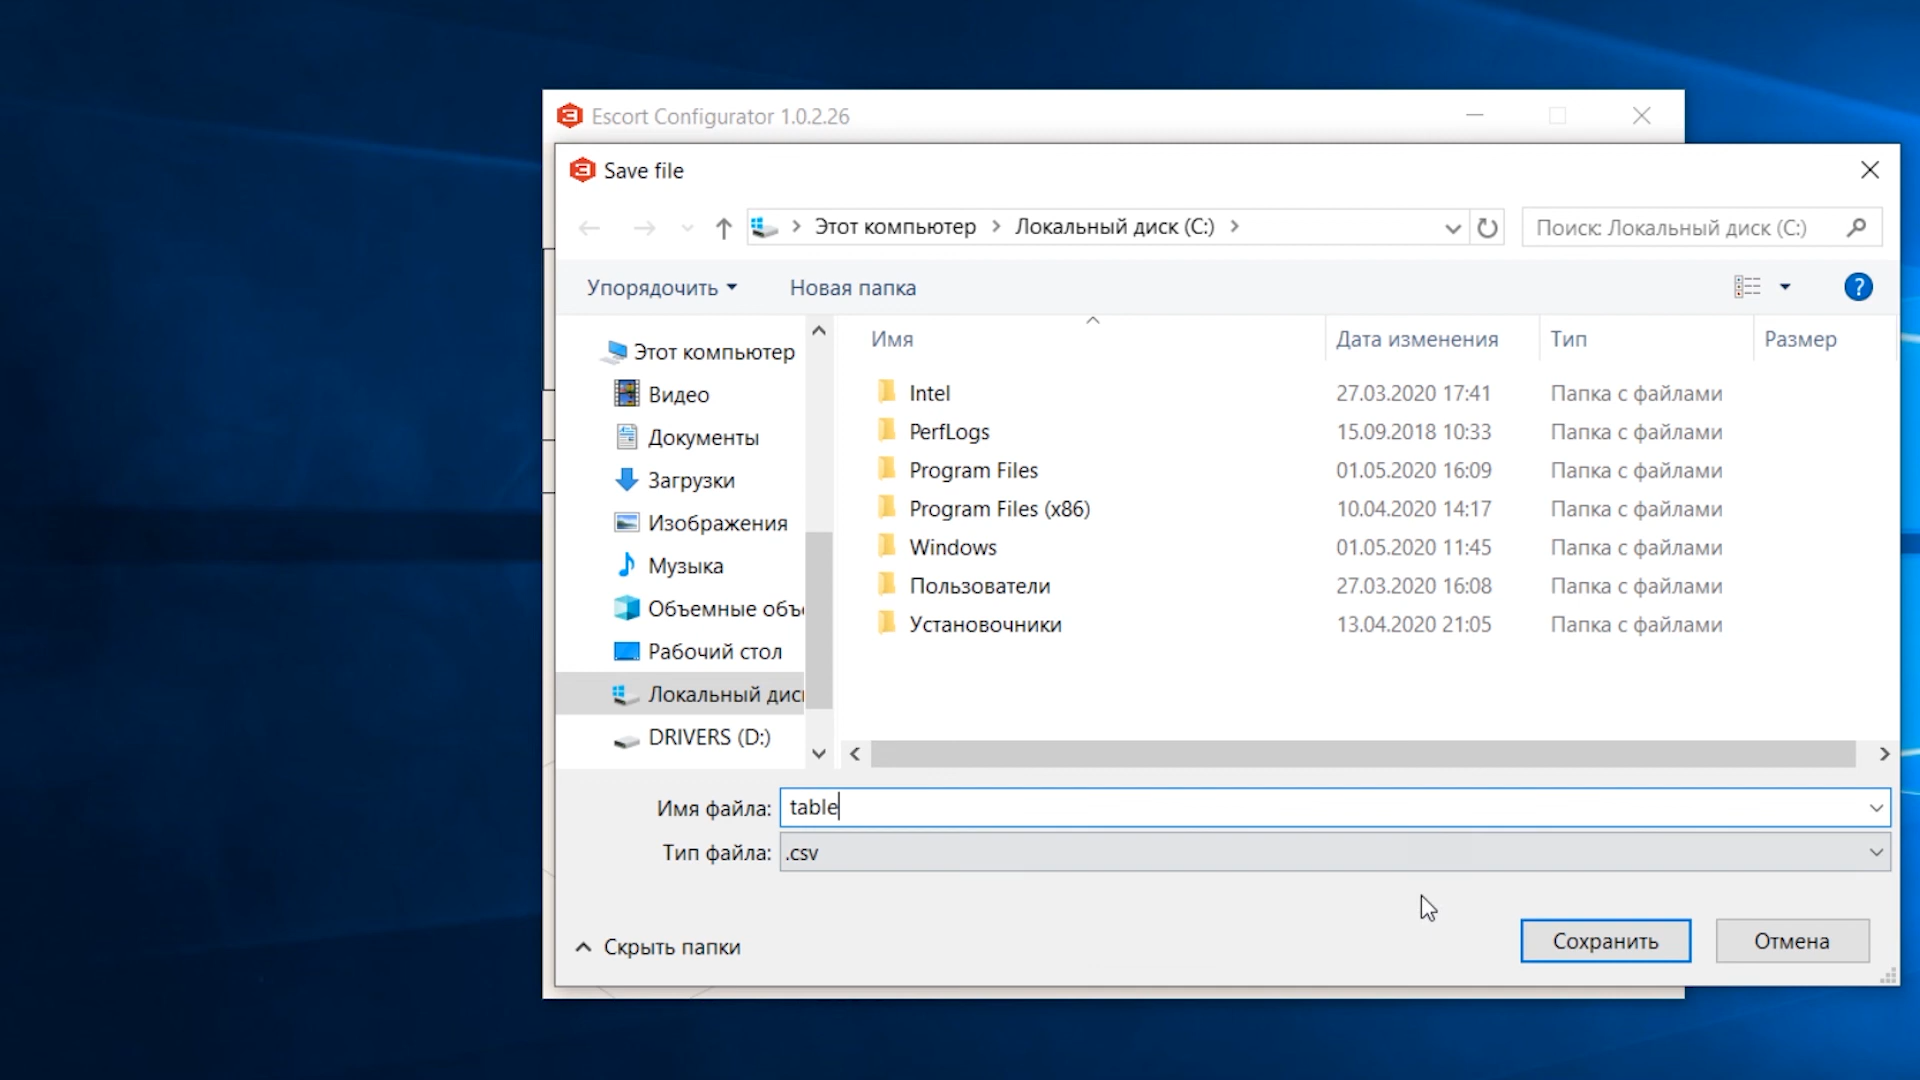 Escort Configurator 1.0.2.26
Save file
Этот компьютер Локальный диск (C:)
Поиск: Локальный диск (C:)
Упорядочить Новая папка
Имя Дата изменения Тип Размер
Этот компьютер
Видео
Документы
Загрузки
Изображения
Музыка
Объемные объ
Рабочий стол
Локальный дис
DRIVERS (D:)
Intel 27.03.2020 17:41 Папка с файлами
PerfLogs 15.09.2018 10:33 Папка с файлами
Program Files 01.05.2020 16:09 Папка с файлами
Program Files (x86) 10.04.2020 14:17 Папка с файлами
Windows 01.05.2020 11:45 Папка с файлами
Пользователи 27.03.2020 16:08 Папка с файлами
Установочники 13.04.2020 21:05 Папка с файлами
Имя файла: table
Тип файла: .csv
Скрыть папки
Сохранить Отмена